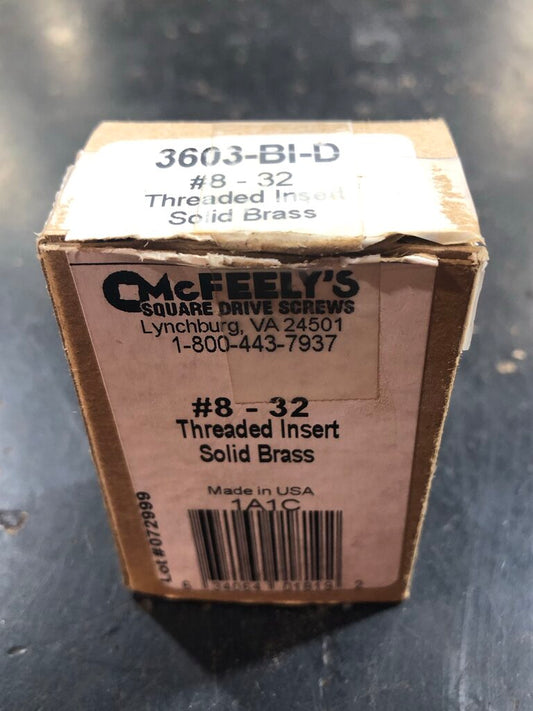 3603-BI-D
#8 - 32
Threaded Insert
Solid Brass
McFEELY'S
SQUARE DRIVE SCREWS
Lynchburg, VA 24501
1-800-443-7937
#8 - 32
Threaded Insert
Solid Brass
Made in USA
1A1C
Lot #072999